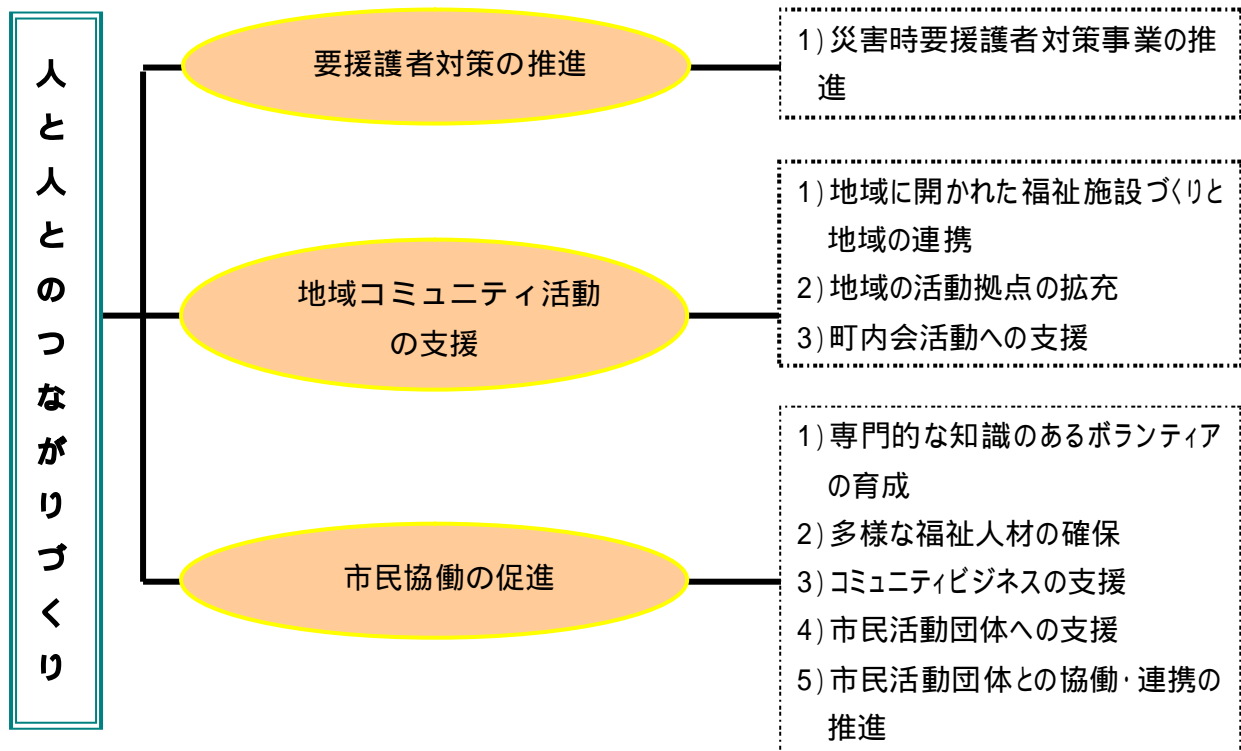 人と人とのつながりづくり
要援護者対策の推進
1)災害時要援護者対策事業の推
進
地域コミュニティ活動
の支援
1)地域に開かれた福祉施設づくりと
地域の連携
2)地域の活動拠点の拡充
3)町内会活動への支援
市民協働の促進
1)専門的な知識のあるボランティア
の育成
2)多様な福祉人材の確保
3)コミュニティビジネスの支援
4)市民活動団体への支援
5)市民活動団体との協働・連携の
推進